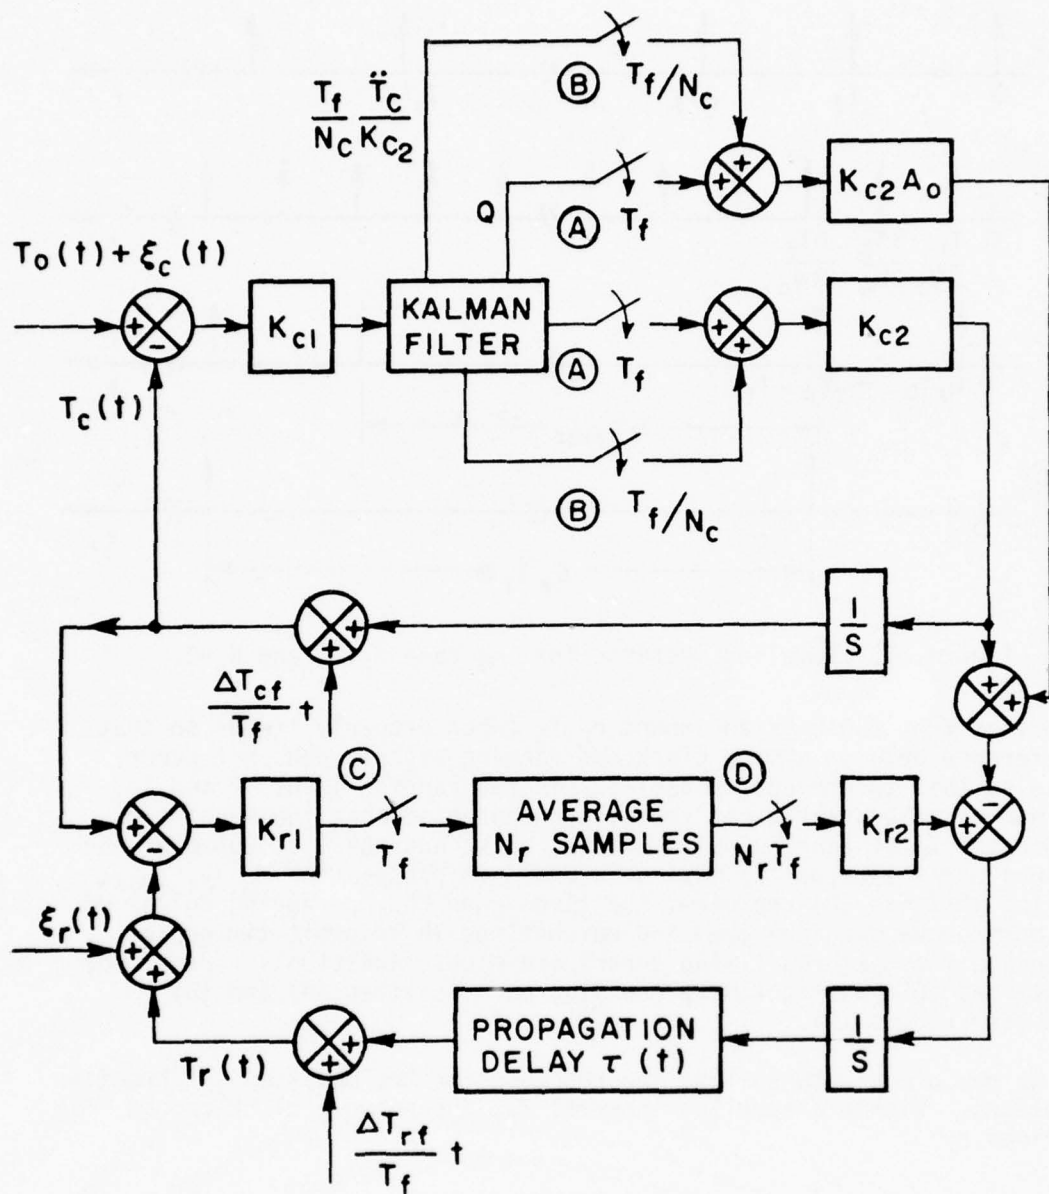 B T_f/N_c
T_f/N_c T̈_c/K_c2
+ +
K_c2 A_o
Q
A T_f
T_o(t) + ξ_c(t)
+ -
K_c1
KALMAN
FILTER
A T_f
+ +
K_c2
T_c(t)
B T_f/N_c
+ +
1/S
+ +
ΔT_cf/T_f t
C
D
+ -
K_r1
T_f
AVERAGE
N_r SAMPLES
N_r T_f
K_r2
+ -
ξ_r(t)
+ +
PROPAGATION
DELAY τ(t)
1/S
T_r(t)
+ +
ΔT_rf/T_f t